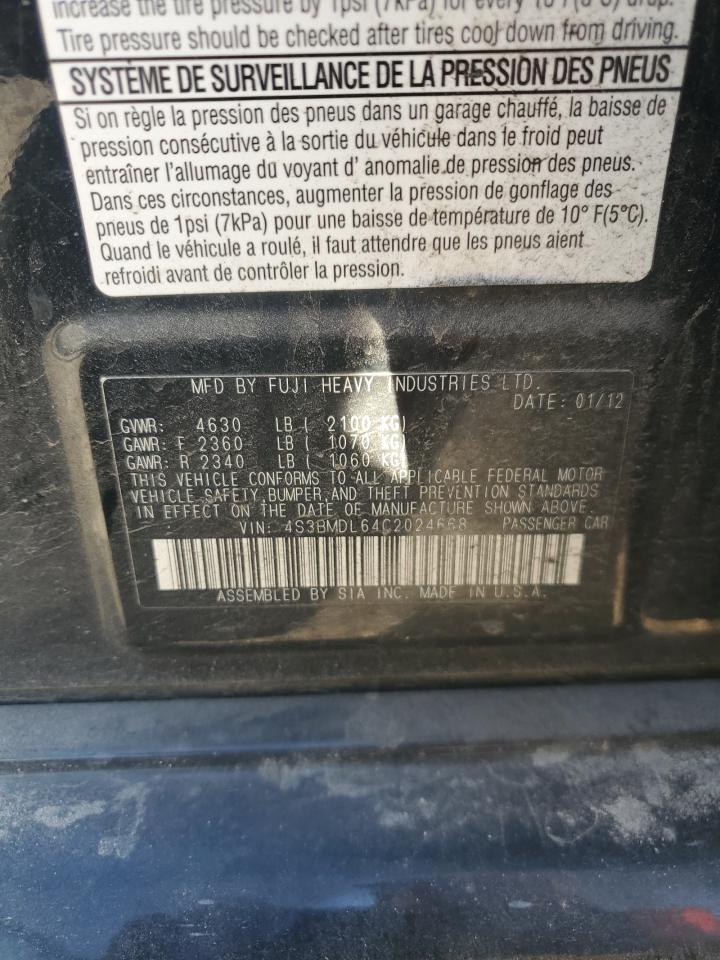 increase the tire pressure by 1psi (7kPa) for every 10°F(5°C) drop.
Tire pressure should be checked after tires cool down from driving.
SYSTÈME DE SURVEILLANCE DE LA PRESSION DES PNEUS
Si on règle la pression des pneus dans un garage chauffé, la baisse de
pression consécutive à la sortie du véhicule dans le froid peut
entraîner l'allumage du voyant d' anomalie de pression des pneus.
Dans ces circonstances, augmenter la pression de gonflage des
pneus de 1psi (7kPa) pour une baisse de température de 10° F(5°C).
Quand le véhicule a roulé, il faut attendre que les pneus aient
refroidi avant de contrôler la pression.
MFD BY FUJI HEAVY INDUSTRIES LTD.
DATE: 01/12
GVWR: 4630 LB ( 2100 KG)
GAWR: F 2360 LB ( 1070 KG)
GAWR: R 2340 LB ( 1060 KG)
THIS VEHICLE CONFORMS TO ALL APPLICABLE FEDERAL MOTOR
VEHICLE SAFETY, BUMPER, AND THEFT PREVENTION STANDARDS
IN EFFECT ON THE DATE OF MANUFACTURE SHOWN ABOVE.
VIN: 4S3BMDL64C2024668 PASSENGER CAR
ASSEMBLED BY SIA INC. MADE IN U.S.A.